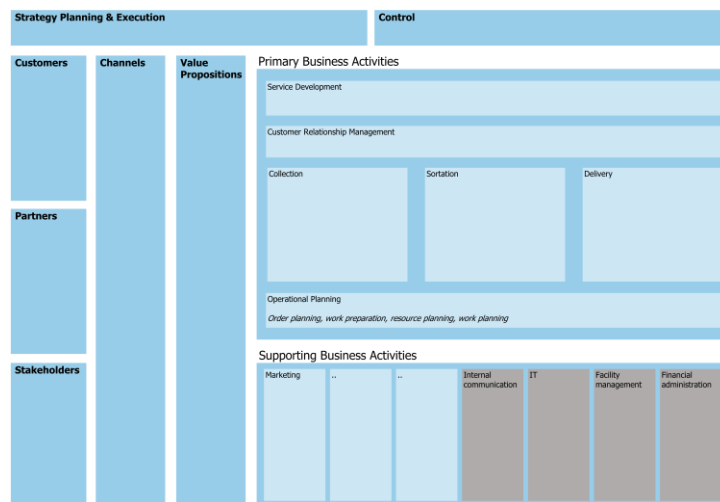 Strategy Planning & Execution
Control
Customers
Channels
Value
Propositions
Primary Business Activities
Service Development
Customer Relationship Management
Collection
Sortation
Delivery
Operational Planning
Order planning, work preparation, resource planning, work planning
Partners
Stakeholders
Supporting Business Activities
Marketing
..
..
Internal
communication
IT
Facility
management
Financial
administration